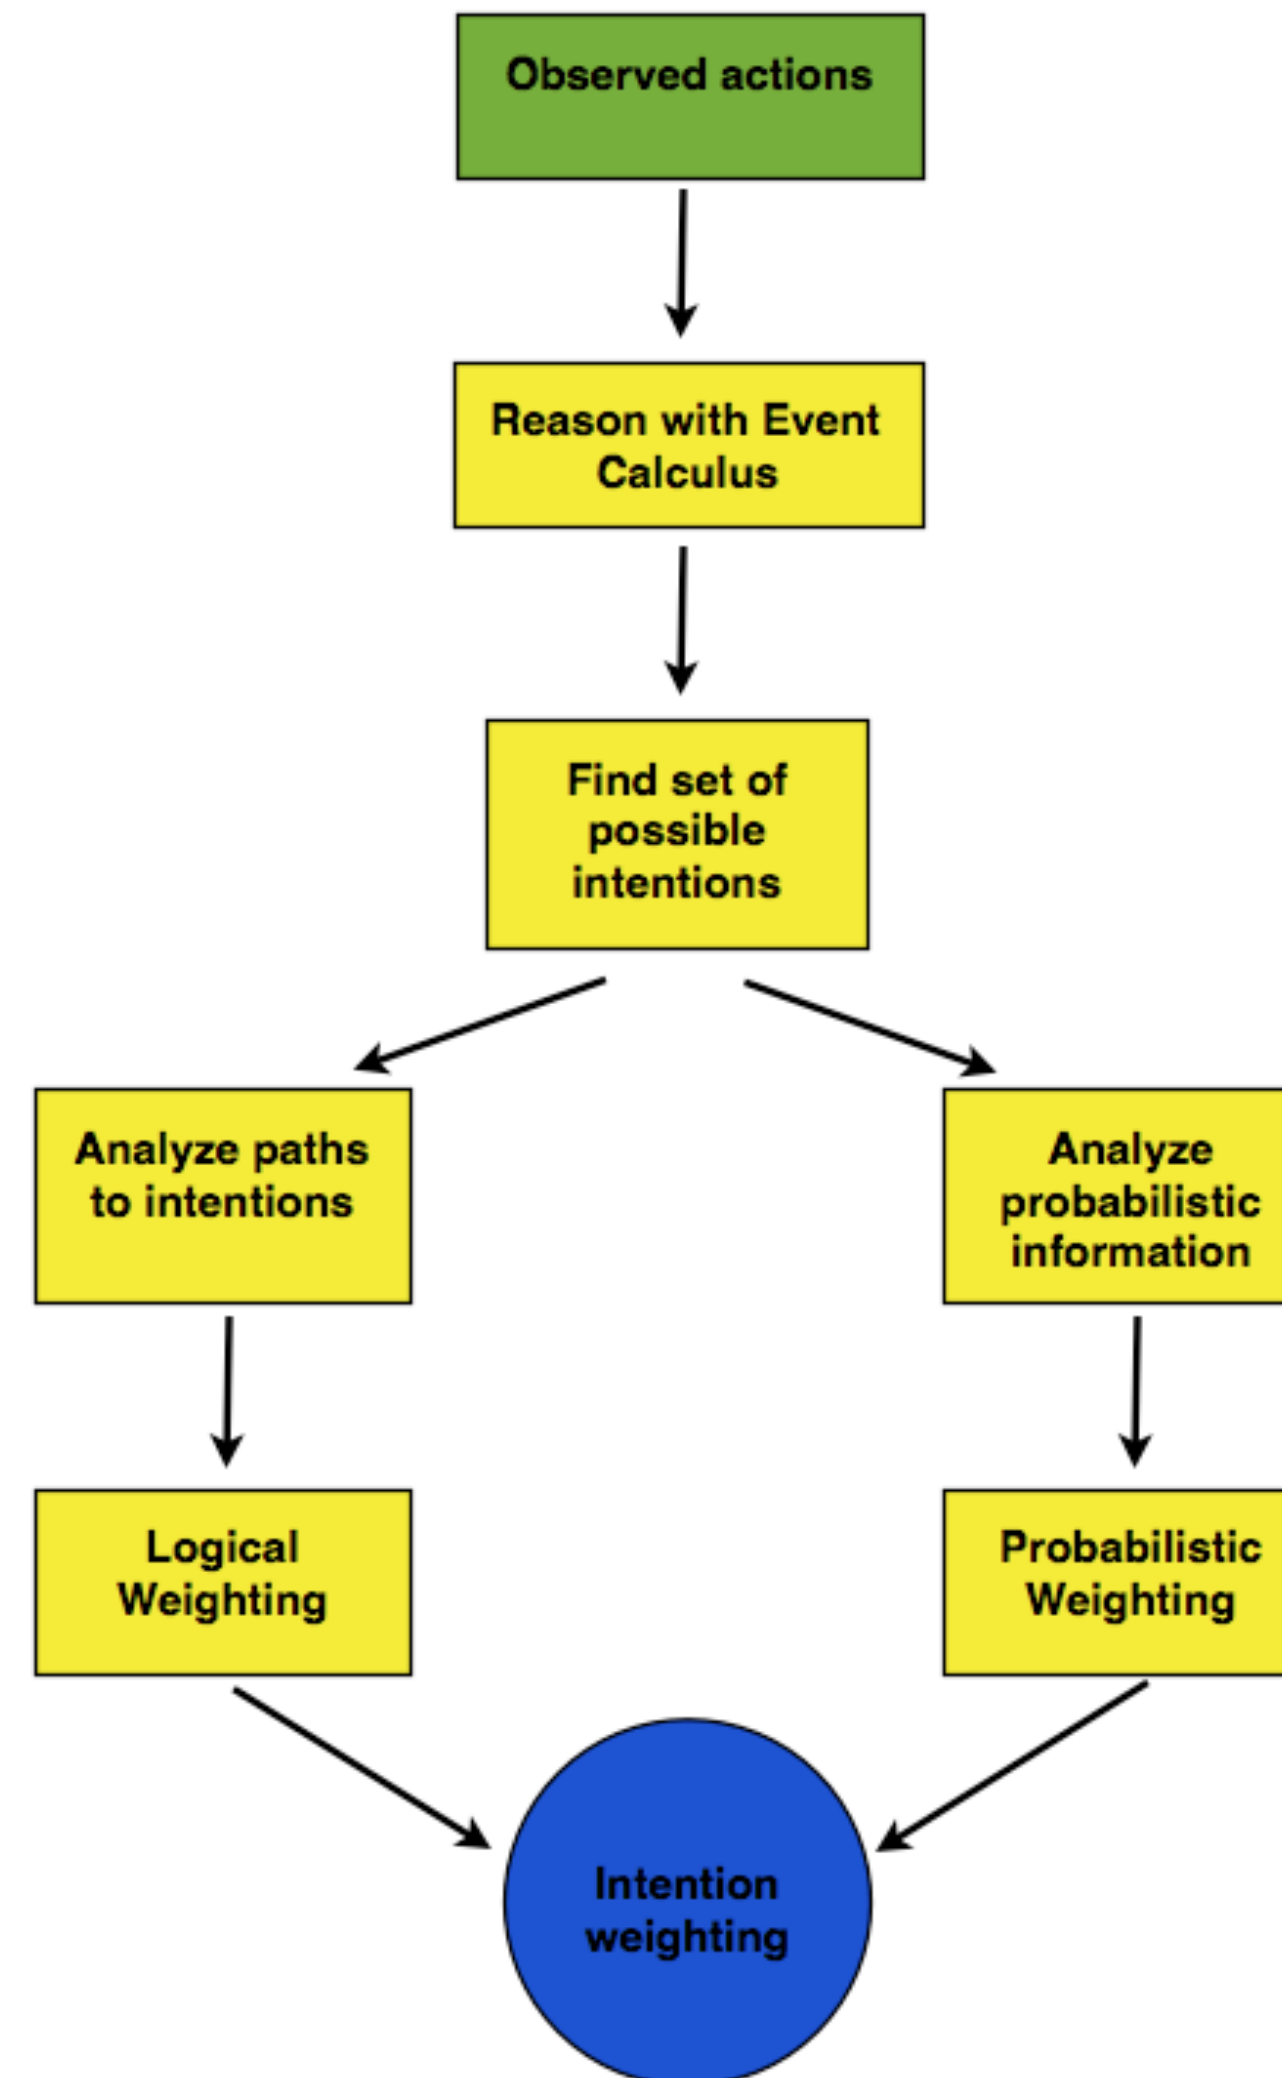 Observed actions
Reason with Event
Calculus
Find set of
possible
intentions
Analyze paths
to intentions
Analyze
probabilistic
information
Logical
Weighting
Probabilistic
Weighting
Intention
weighting